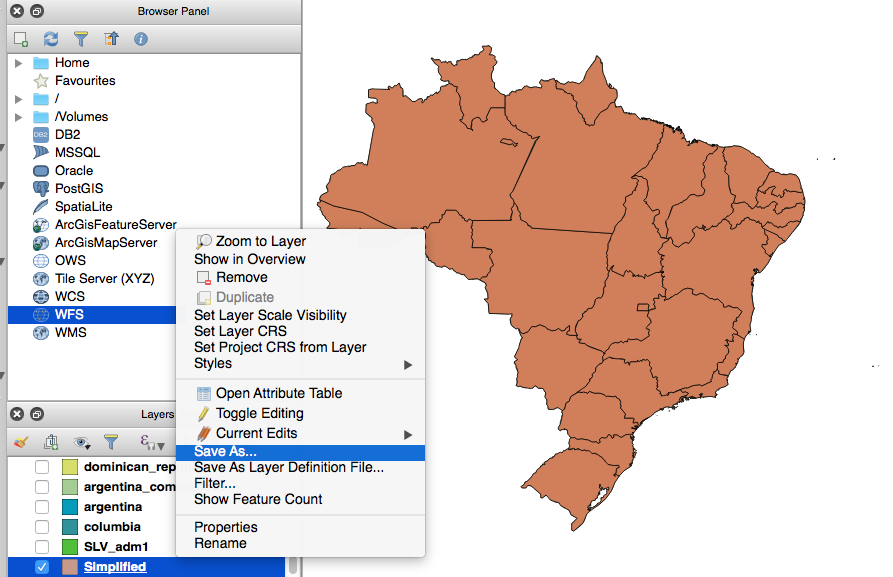 Browser Panel
Home
Favourites
/
/Volumes
DB2
DB2
MSSQL
Oracle
PostGIS
SpatiaLite
ArcGisFeatureServer
ArcGisMapServer
OWS
Tile Server (XYZ)
WCS
WFS
WMS
Zoom to Layer
Show in Overview
Remove
Duplicate
Set Layer Scale Visibility
Set Layer CRS
Set Project CRS from Layer
Styles
Open Attribute Table
Toggle Editing
Current Edits
Save As...
Save As Layer Definition File...
Filter...
Show Feature Count
Properties
Rename
Layers
dominican_rep
argentina_com
argentina
columbia
SLV_adm1
Simplified